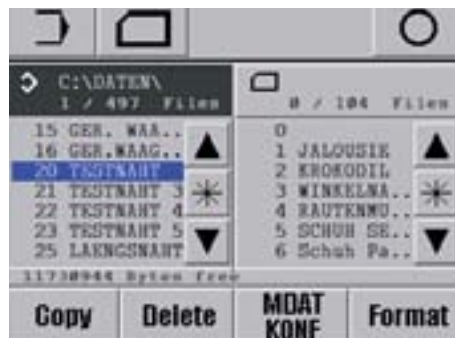 C:\DATEN\
1 / 497 Files
0 / 104 Files
15 GER. WAA..
16 GER.WAAG..
20 TESTNAHT
21 TESTNAHT 3
22 TESTNAHT 4
23 TESTNAHT 5
25 LAENGSNAHT
0
1 JALOUSIE
2 KROKODIL
3 WINKELNA..
4 RAUTENMU..
5 SCHUH SE..
6 Schuh Pa..
11730944 Bytes free
Copy
Delete
MDAT KONF
Format